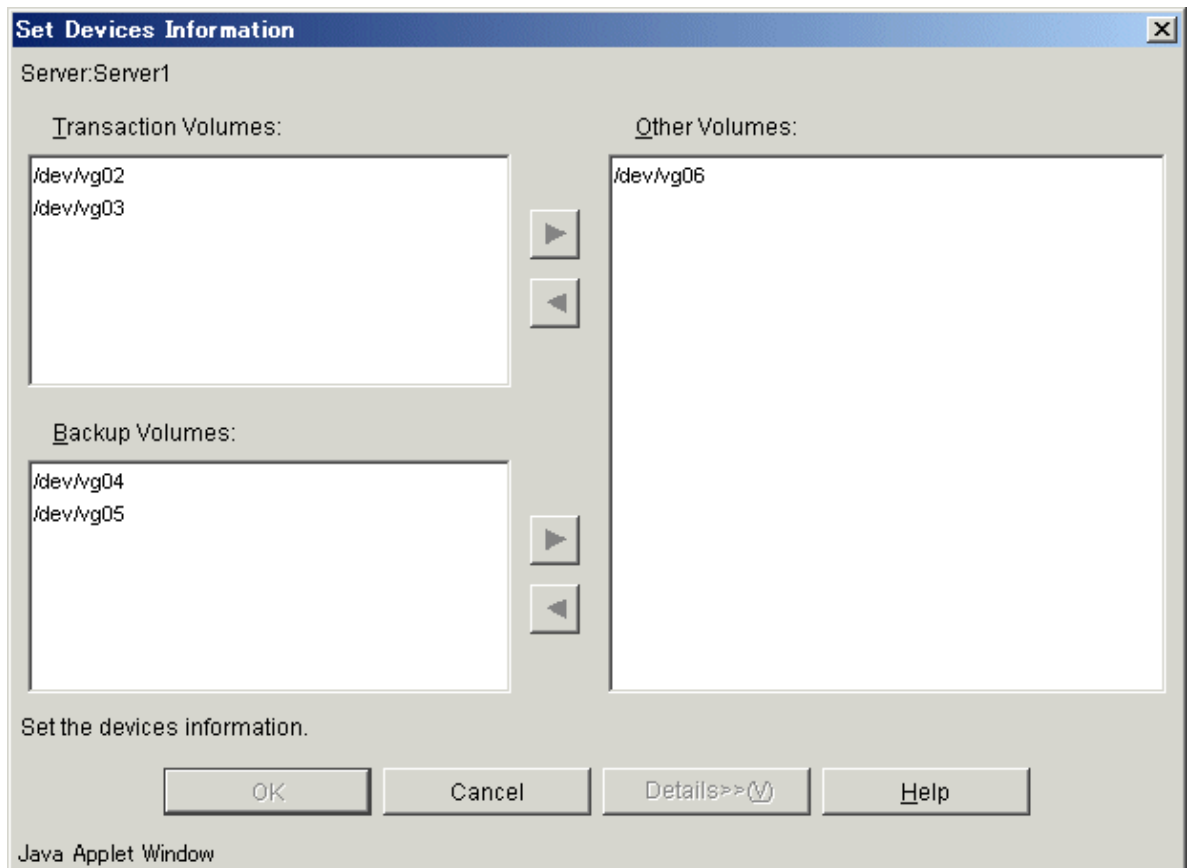 Set Devices Information
Server:Server1
Transaction Volumes:
Other Volumes:
/dev/vg02
/dev/vg03
/dev/vg06
Backup Volumes:
/dev/vg04
/dev/vg05
Set the devices information.
OK
Cancel
Details>>(V)
Help
Java Applet Window